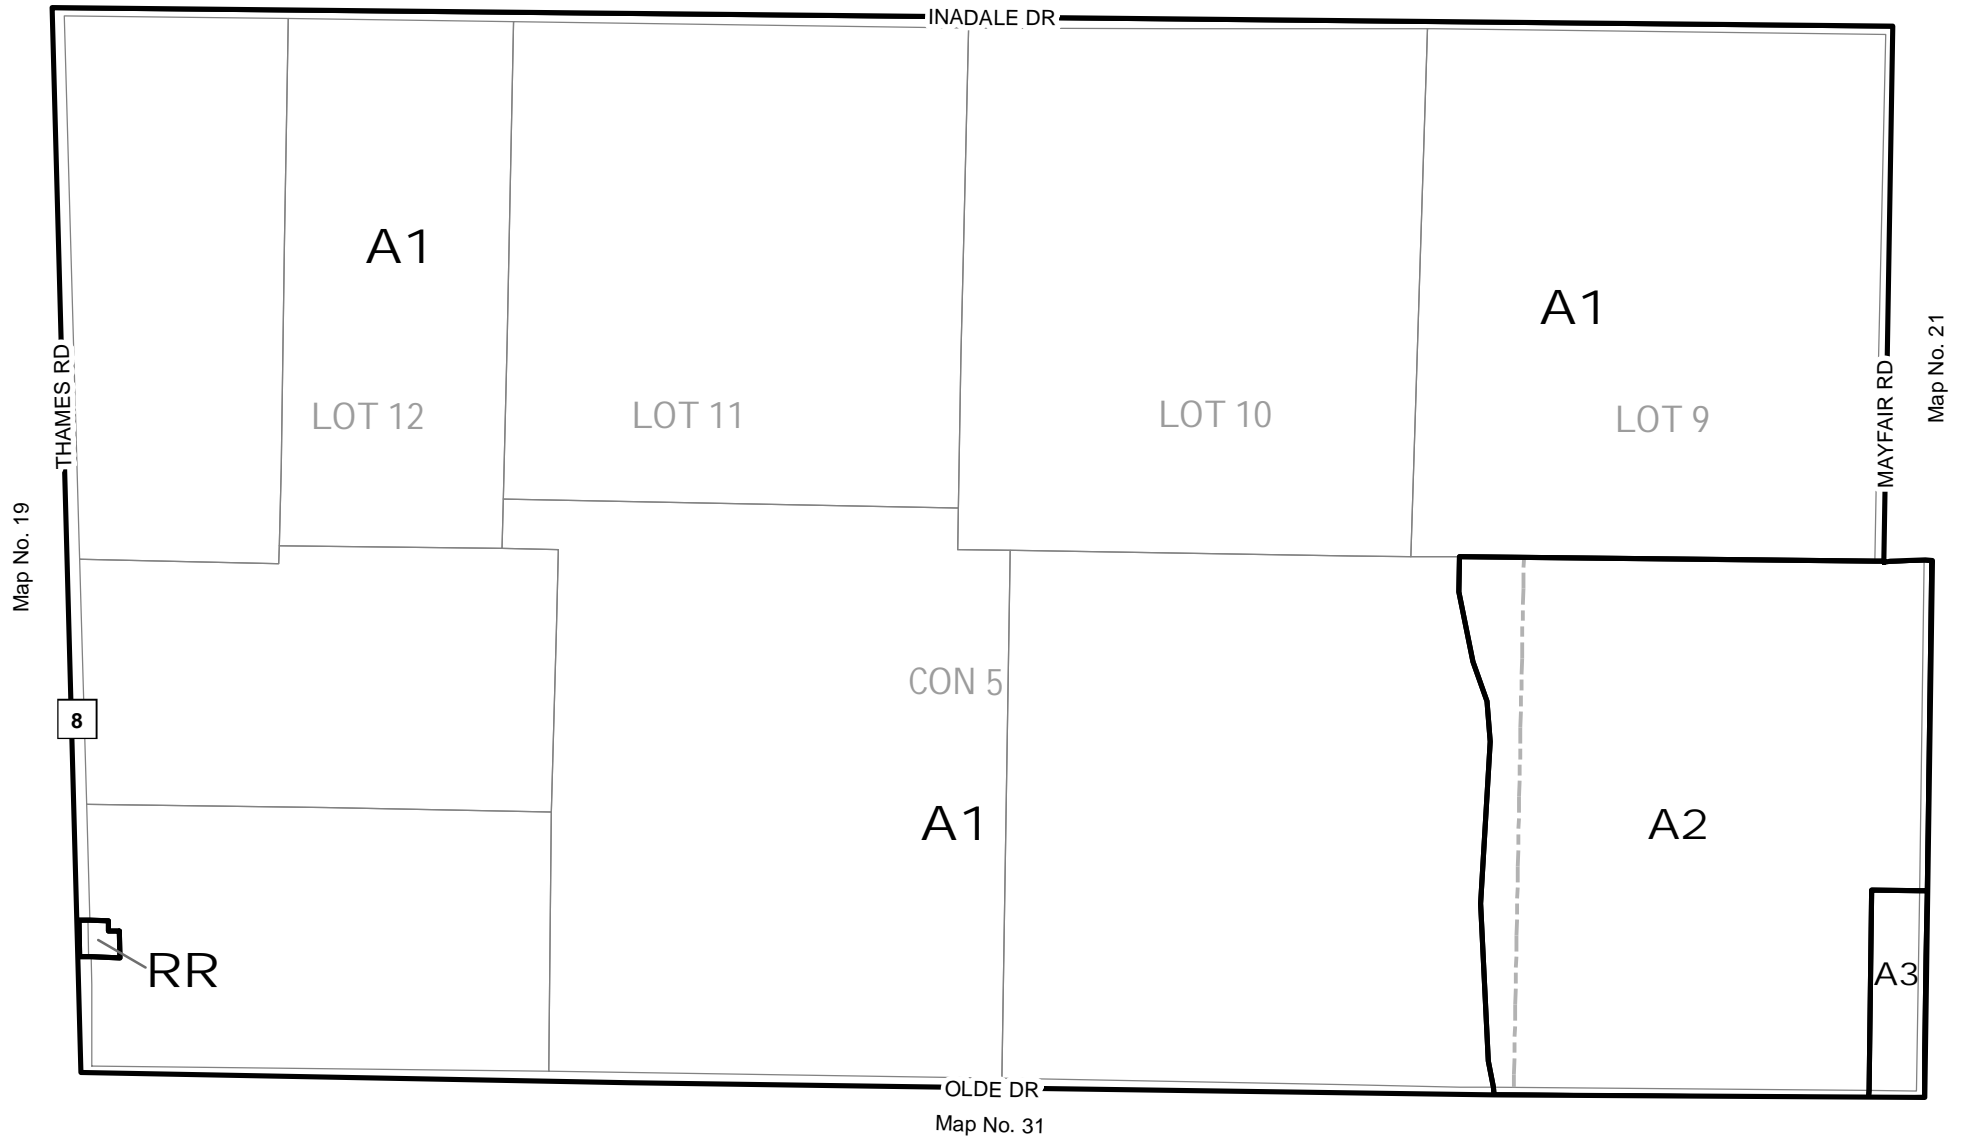 INADALE DR
A1
A1
Map No. 21
THAMES RD
MAYFAIR RD
LOT 12
LOT 11
LOT 10
LOT 9
Map No. 19
CON 5
8
A1
A2
RR
A3
OLDE DR
Map No. 31